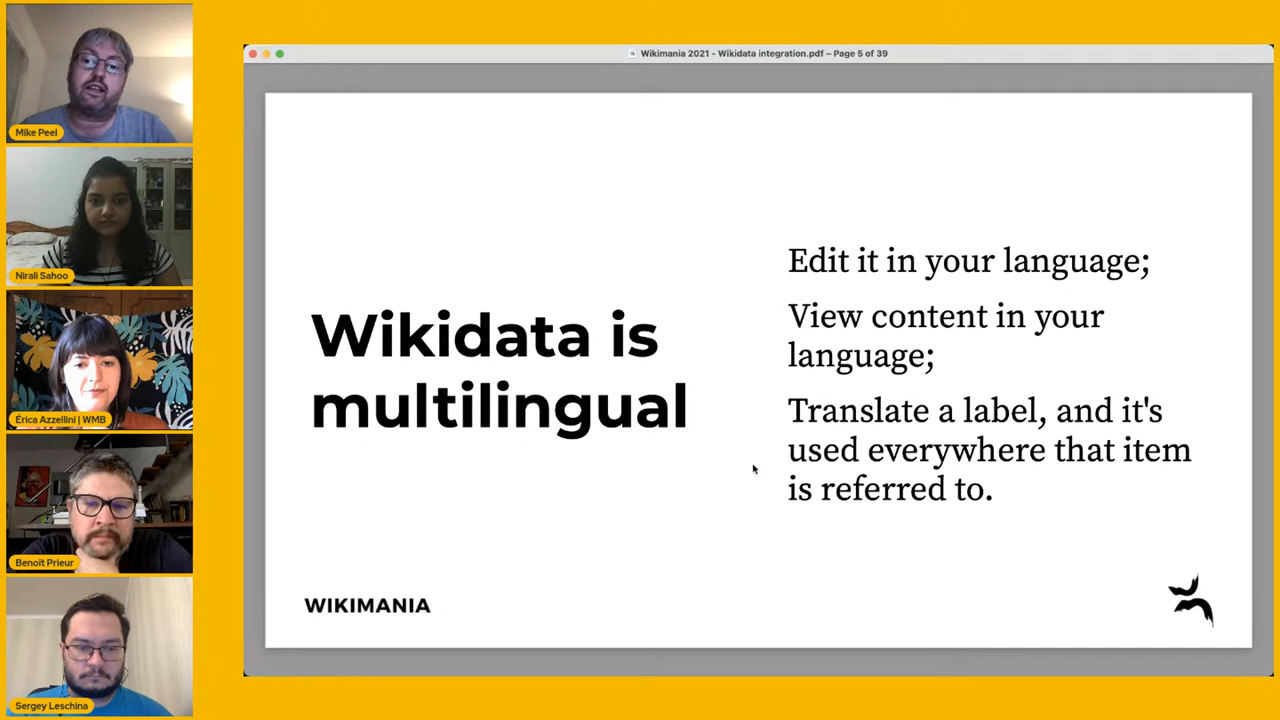 Wikimania 2021 - Wikidata integration.pdf – Page 5 of 39
Mike Peel
Nirali Sahoo
Érica Azzellini | WMB
Benoît Prieur
Sergey Leschina
Wikidata is
multilingual
Edit it in your language;
View content in your
language;
Translate a label, and it's
used everywhere that item
is referred to.
WIKIMANIA